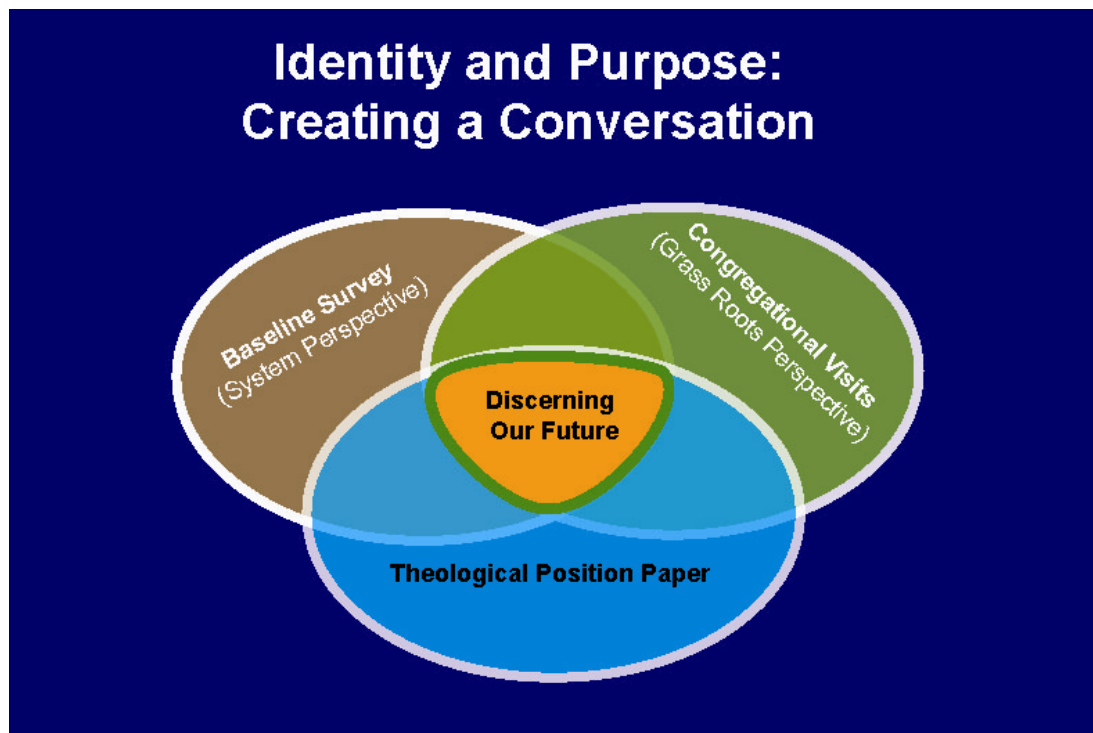 Identity and Purpose:
Creating a Conversation
Baseline Survey
(System Perspective)
Congregational Visits
(Grass Roots Perspective)
Discerning
Our Future
Theological Position Paper